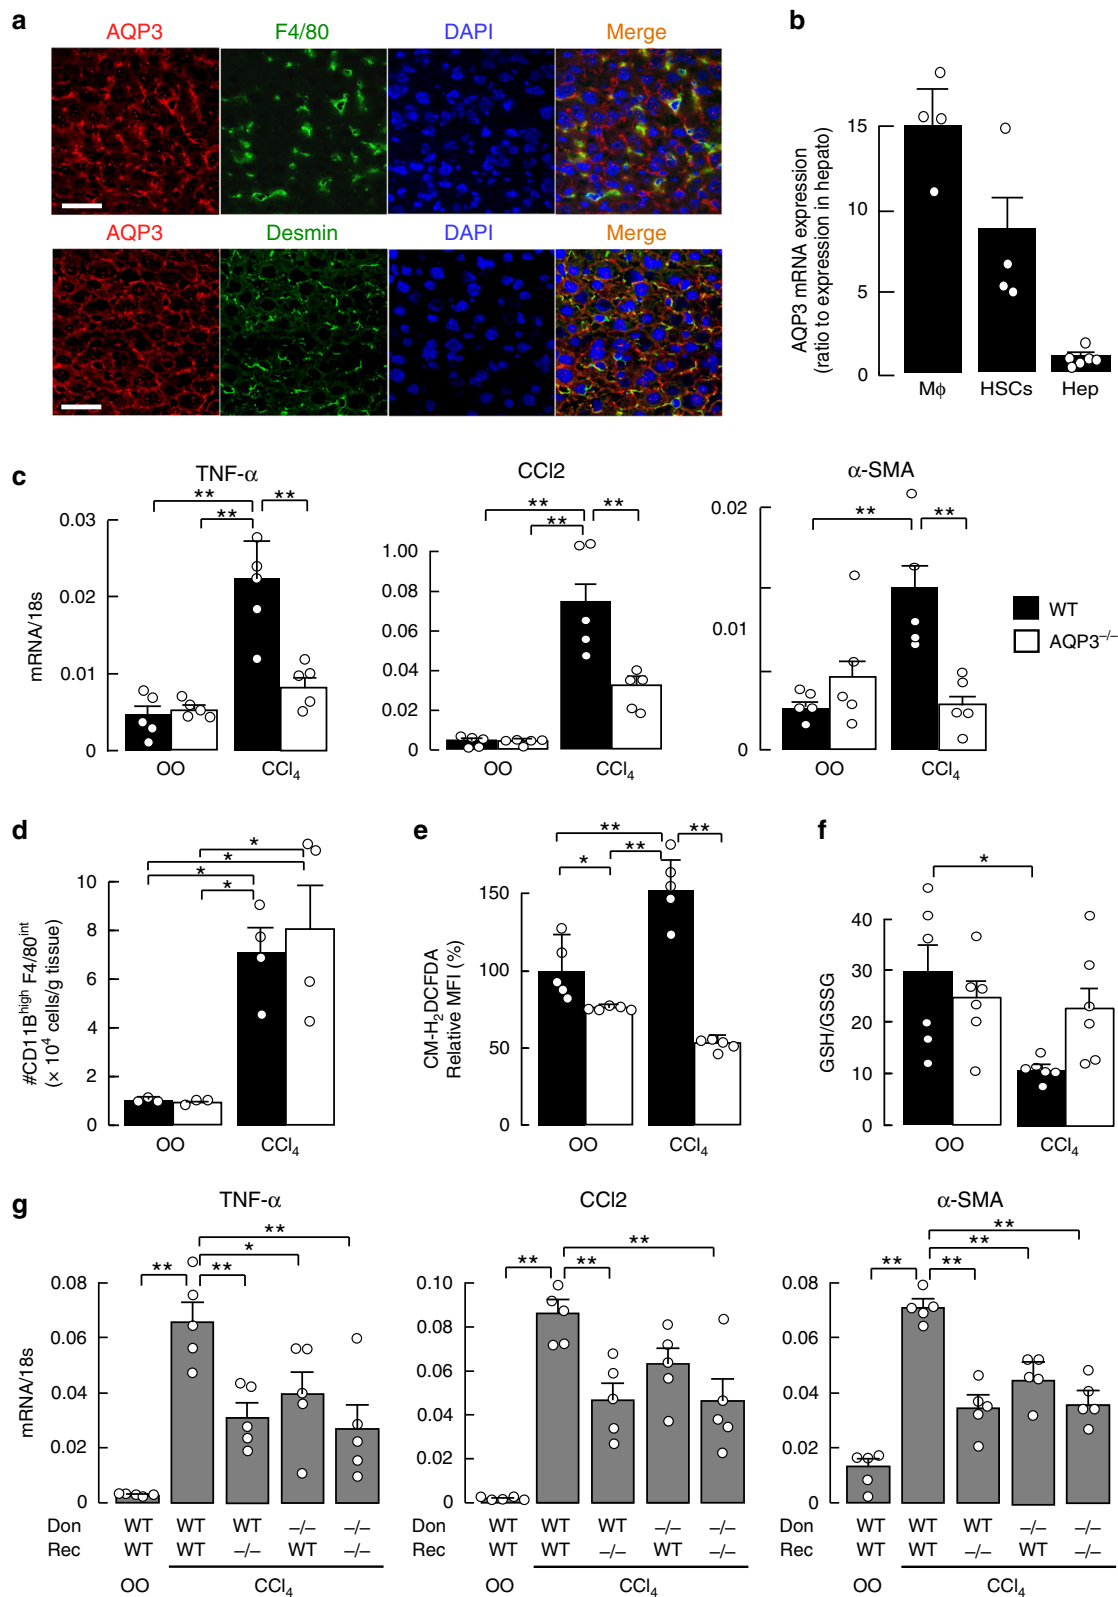 a
AQP3 F4/80 DAPI Merge
AQP3 Desmin DAPI Merge
b
AQP3 mRNA expression
(ratio to expression in hepato)
15
10
5
0
Mϕ HSCs Hep
c
TNF-α
mRNA/18s
0.03
0.02
0.01
0
** ** **
OO CCl₄
CCl2
1.00
0.08
0.06
0.04
0.02
0
** ** **
OO CCl₄
α-SMA
0.02
0.01
0
** **
OO CCl₄
WT
AQP3⁻/⁻
d
#CD11Bʰⁱᵍʰ F4/80ⁱⁿᵗ
(× 10⁴ cells/g tissue)
10
8
6
4
2
0
* * * *
OO CCl₄
e
CM-H₂DCFDA
Relative MFI (%)
150
100
50
0
** ** ** *
OO CCl₄
f
GSH/GSSG
40
30
20
10
0
*
OO CCl₄
g
TNF-α
mRNA/18s
0.08
0.06
0.04
0.02
0
** * ** **
Don WT WT WT –/– –/–
Rec WT WT –/– WT –/–
OO CCl₄
CCl2
0.10
0.08
0.06
0.04
0.02
0
** ** **
Don WT WT WT –/– –/–
Rec WT WT –/– WT –/–
OO CCl₄
α-SMA
0.08
0.06
0.04
0.02
0
** ** ** **
Don WT WT WT –/– –/–
Rec WT WT –/– WT –/–
OO CCl₄